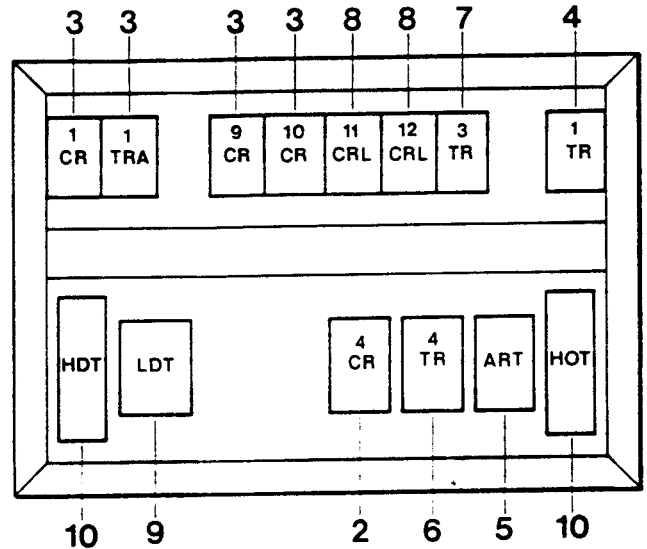 3 3 3 3 8 8 7 4
1 1 9 10 11 12 3 1
CR TRA CR CR CRL CRL TR TR
4 4
HDT LDT CR TR ART HOT
10 9 2 6 5 10